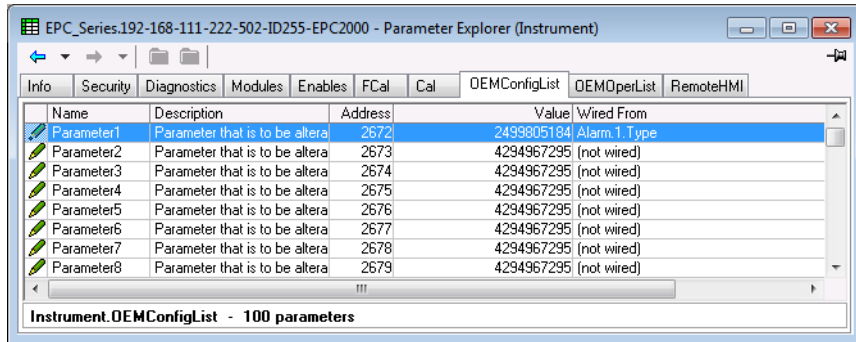 EPC_Series.192-168-111-222-502-ID255-EPC2000 - Parameter Explorer (Instrument)
Info Security Diagnostics Modules Enables FCal Cal OEMConfigList OEMOperList RemoteHMI
Name Description Address Value Wired From
Parameter1 Parameter that is to be altera 2672 2499805184 Alarm.1.Type
Parameter2 Parameter that is to be altera 2673 4294967295 (not wired)
Parameter3 Parameter that is to be altera 2674 4294967295 (not wired)
Parameter4 Parameter that is to be altera 2675 4294967295 (not wired)
Parameter5 Parameter that is to be altera 2676 4294967295 (not wired)
Parameter6 Parameter that is to be altera 2677 4294967295 (not wired)
Parameter7 Parameter that is to be altera 2678 4294967295 (not wired)
Parameter8 Parameter that is to be altera 2679 4294967295 (not wired)
Instrument.OEMConfigList - 100 parameters